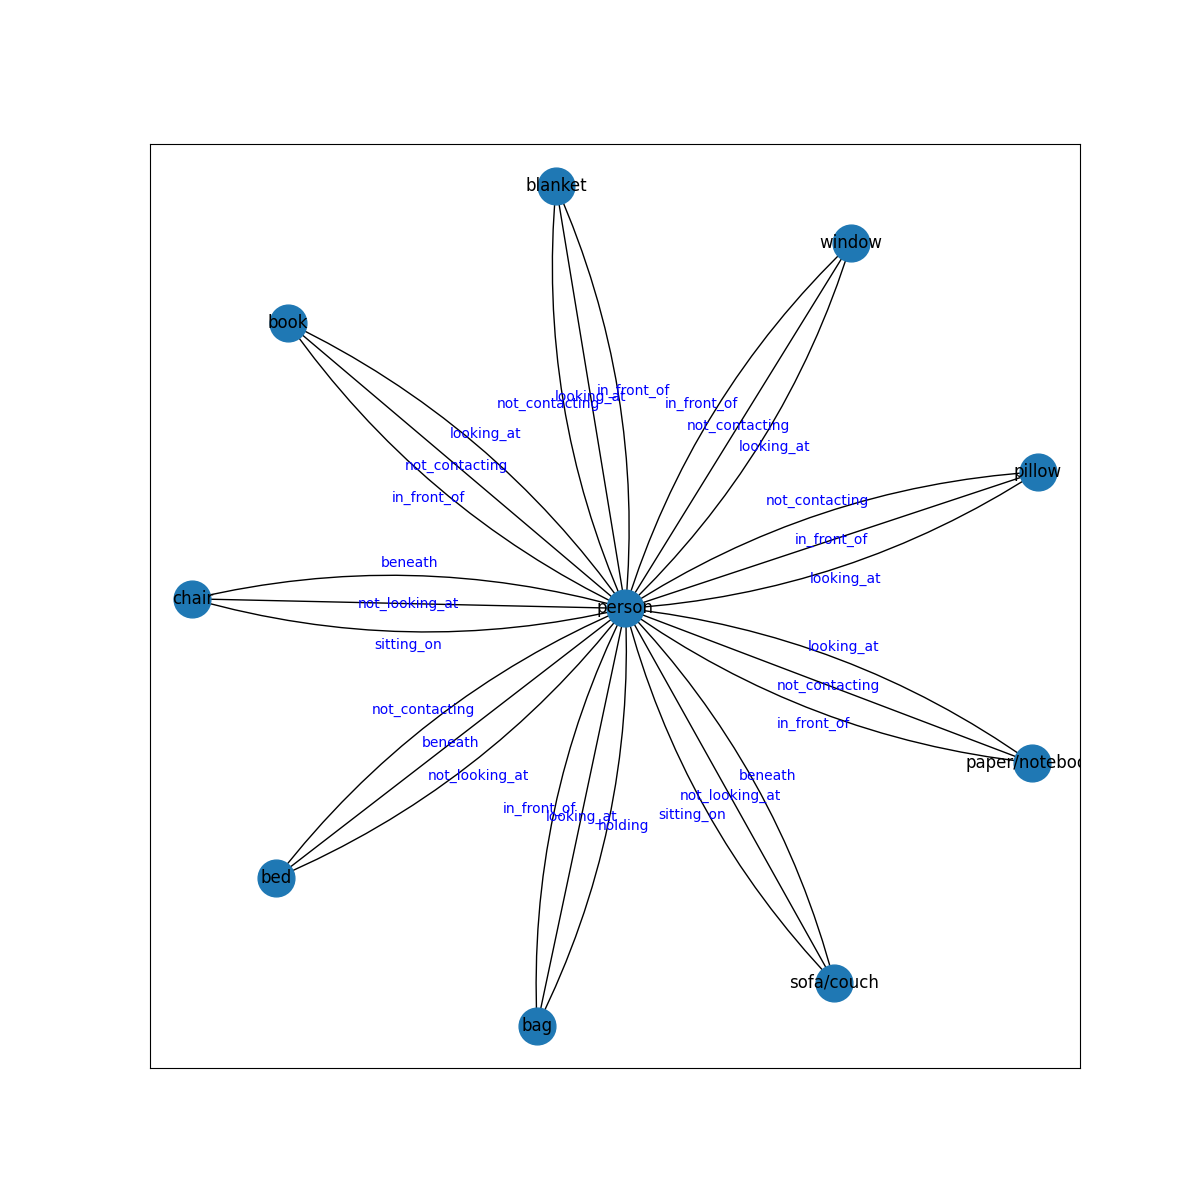 blanket
window
book
in_front_of
looking_at
not_contacting
in_front_of
not_contacting
looking_at
looking_at
not_contacting
in_front_of
pillow
not_contacting
in_front_of
looking_at
beneath
chair
not_looking_at
sitting_on
person
looking_at
not_contacting
in_front_of
paper/noteboo
not_contacting
beneath
not_looking_at
beneath
not_looking_at
sitting_on
in_front_of
looking_at
holding
bed
sofa/couch
bag